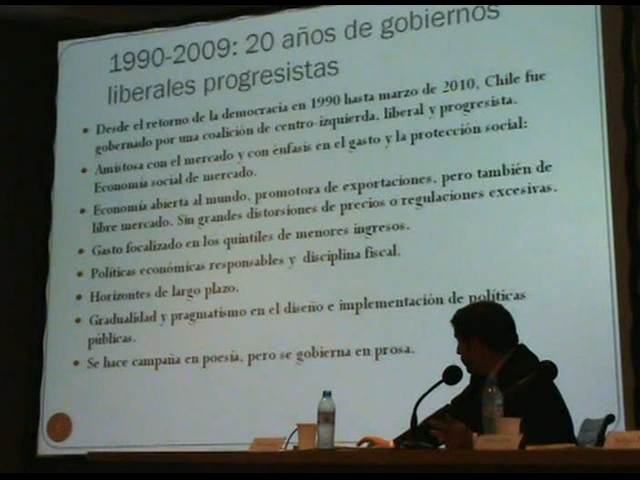 1990-2009: 20 años de gobiernos
liberales progresistas
• Desde el retorno de la democracia en 1990 hasta marzo de 2010, Chile fue
gobernado por una coalición de centro-izquierda, liberal y progresista.
• Amistosa con el mercado y con énfasis en el gasto y la protección social:
Economía social de mercado.
• Economía abierta al mundo, promotora de exportaciones, pero también de
libre mercado. Sin grandes distorsiones de precios o regulaciones excesivas.
• Gasto focalizado en los quintiles de menores ingresos.
• Políticas económicas responsables y disciplina fiscal.
• Horizontes de largo plazo.
• Gradualidad y pragmatismo en el diseño e implementación de políticas
públicas.
• Se hace campaña en poesía, pero se gobierna en prosa.